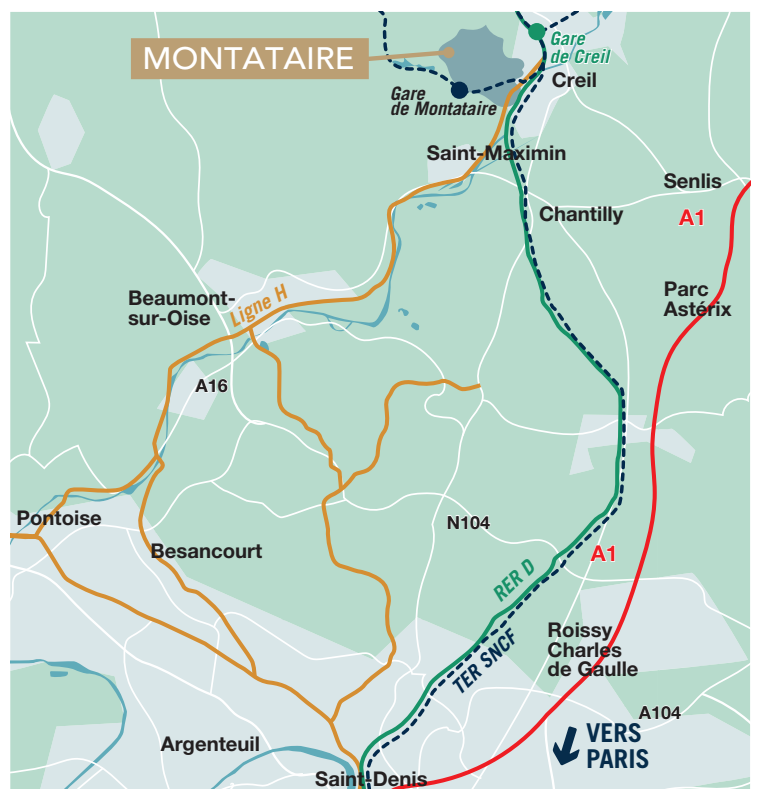 MONTATAIRE
Gare
de Creil
Creil
Gare
de Montataire
Saint-Maximin
Senlis
A1
Chantilly
Parc
Astérix
Beaumont-
sur-Oise
Ligne H
A16
Pontoise
N104
Besancourt
A1
RER D
TER SNCF
Roissy
Charles
de Gaulle
A104
VERS
PARIS
Argenteuil
Saint-Denis